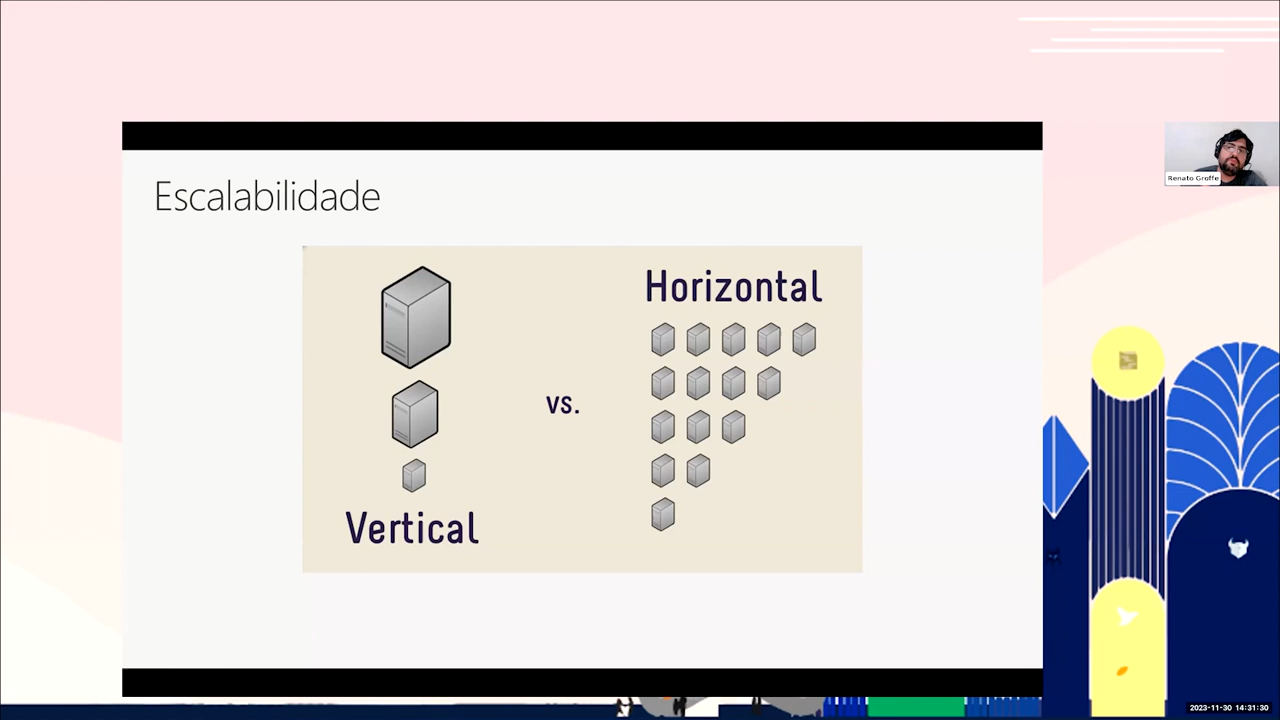 Escalabilidade
Horizontal
vs.
Vertical
Renato Groffe
2023-11-30 14:31:30